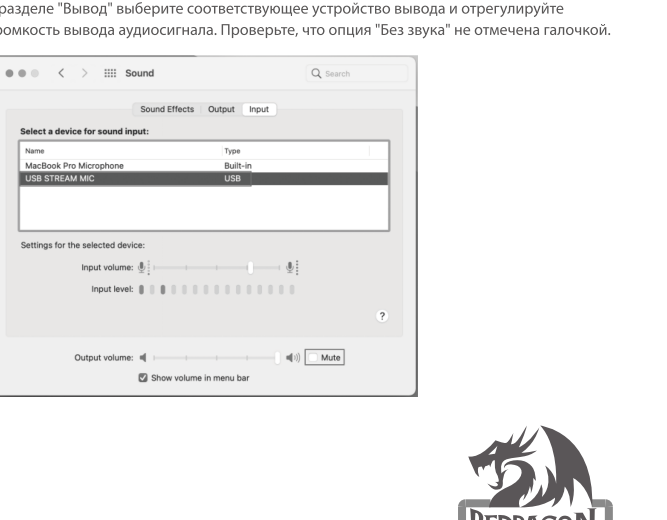 разделе "Вывод" выберите соответствующее устройство вывода и отрегулируйте
ромкость вывода аудиосигнала. Проверьте, что опция "Без звука" не отмечена галочкой.
Sound
Search
Sound Effects Output Input
Select a device for sound input:
Name Type
MacBook Pro Microphone Built-in
USB STREAM MIC USB
Settings for the selected device:
Input volume:
Input level:
?
Output volume: Mute
Show volume in menu bar
REDRAGON